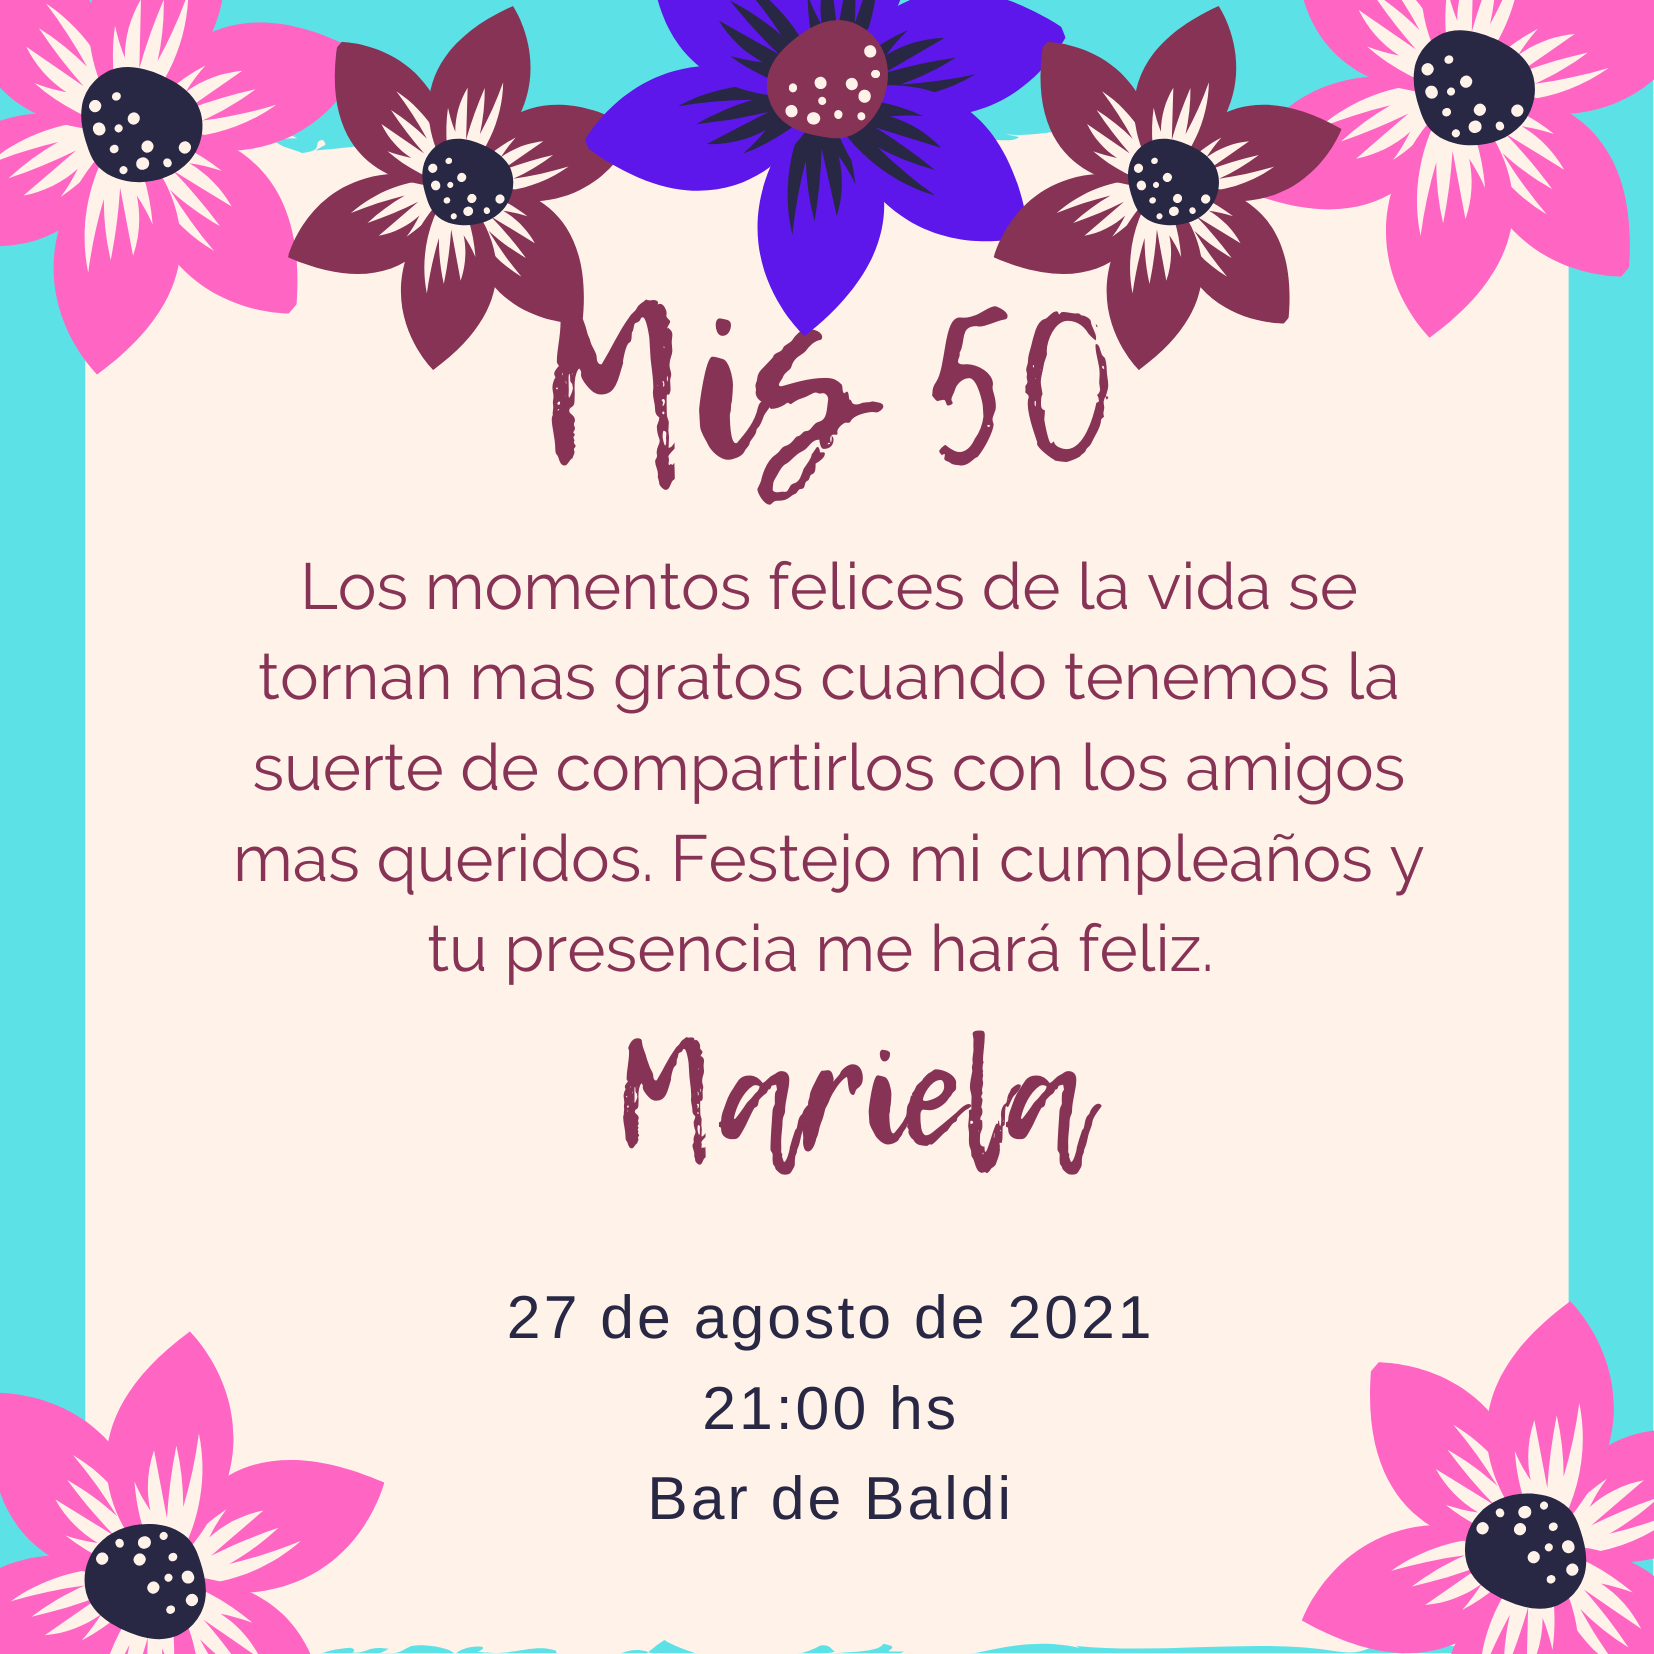 Mis 50
Los momentos felices de la vida se
tornan mas gratos cuando tenemos la
suerte de compartirlos con los amigos
mas queridos. Festejo mi cumpleaños y
tu presencia me hará feliz.
Mariela
27 de agosto de 2021
21:00 hs
Bar de Baldi